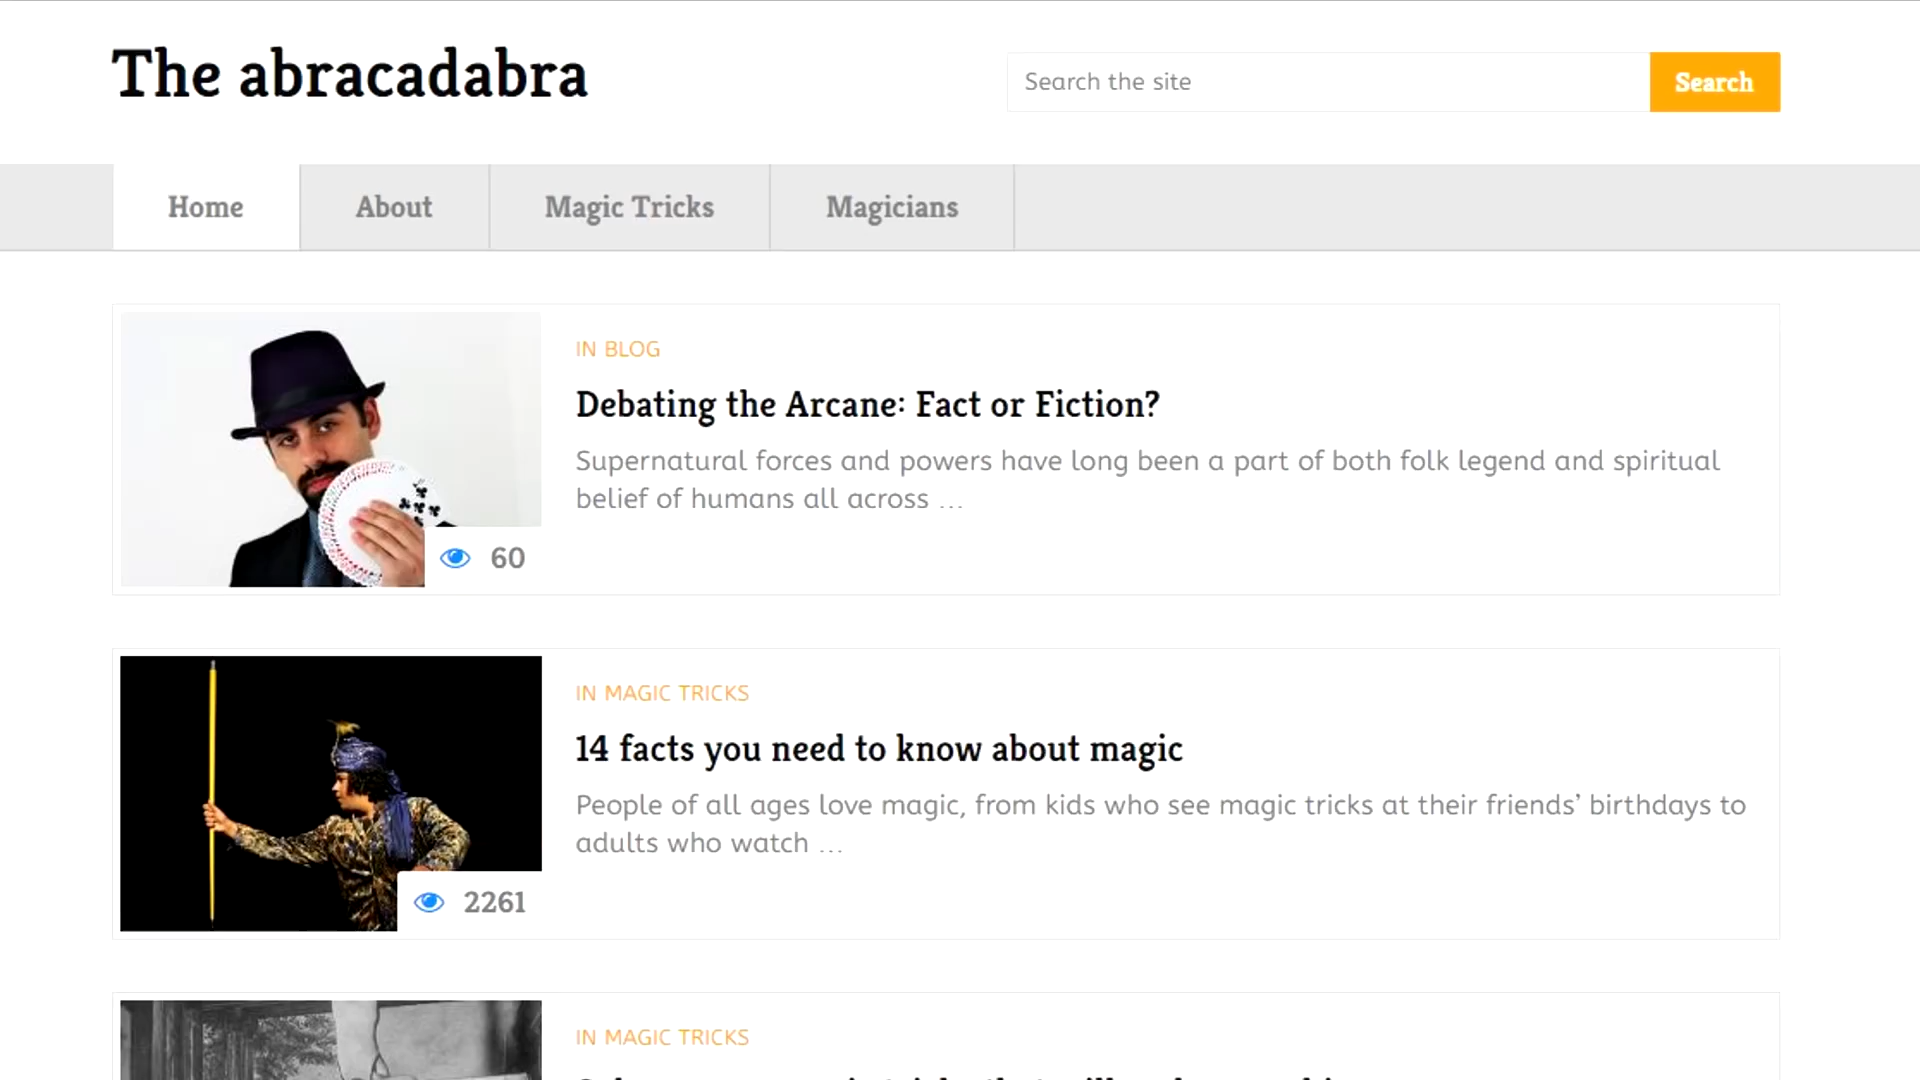 The abracadabra
Search the site
Search
Home
About
Magic Tricks
Magicians
IN BLOG
Debating the Arcane: Fact or Fiction?
Supernatural forces and powers have long been a part of both folk legend and spiritual
belief of humans all across ...
60
IN MAGIC TRICKS
14 facts you need to know about magic
People of all ages love magic, from kids who see magic tricks at their friends’ birthdays to
adults who watch ...
2261
IN MAGIC TRICKS